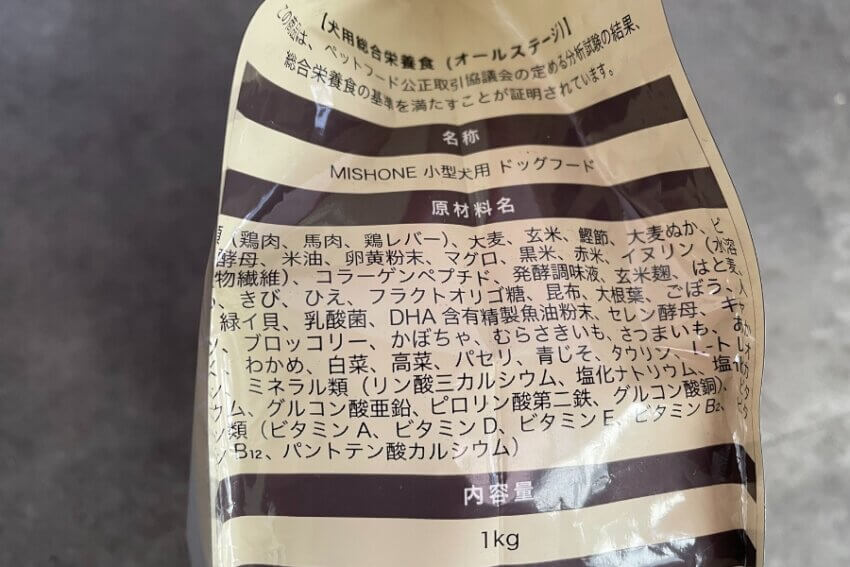 【犬用総合栄養食（オールステージ）】
この商品は、ペットフード公正取引協議会の定める分析試験の結果、
総合栄養食の基準を満たすことが証明されています。
名称
MISHONE 小型犬用 ドッグフード
原材料名
（鶏肉、馬肉、鶏レバー）、大麦、玄米、鰹節、大麦ぬか、ビ
酵母、米油、卵黄粉末、マグロ、黒米、赤米、イヌリン（水溶
物繊維）、コラーゲンペプチド、発酵調味液、玄米麹、はと麦、
、きび、ひえ、フラクトオリゴ糖、昆布、大根葉、ごぼう、
緑イ貝、乳酸菌、DHA 含有精製魚油粉末、セレン酵母、キ
、ブロッコリー、かぼちゃ、むらさきいも、さつまいも、
、わかめ、白菜、高菜、パセリ、青じそ、タウリン、L-ト
、ミネラル類（リン酸三カルシウム、塩化ナトリウム、塩
ウム、グルコン酸亜鉛、ピロリン酸第二鉄、グルコン酸銅）、
ン類（ビタミンA、ビタミンD、ビタミンE、ビタミンB2、
ンB12、パントテン酸カルシウム）
内容量
1kg